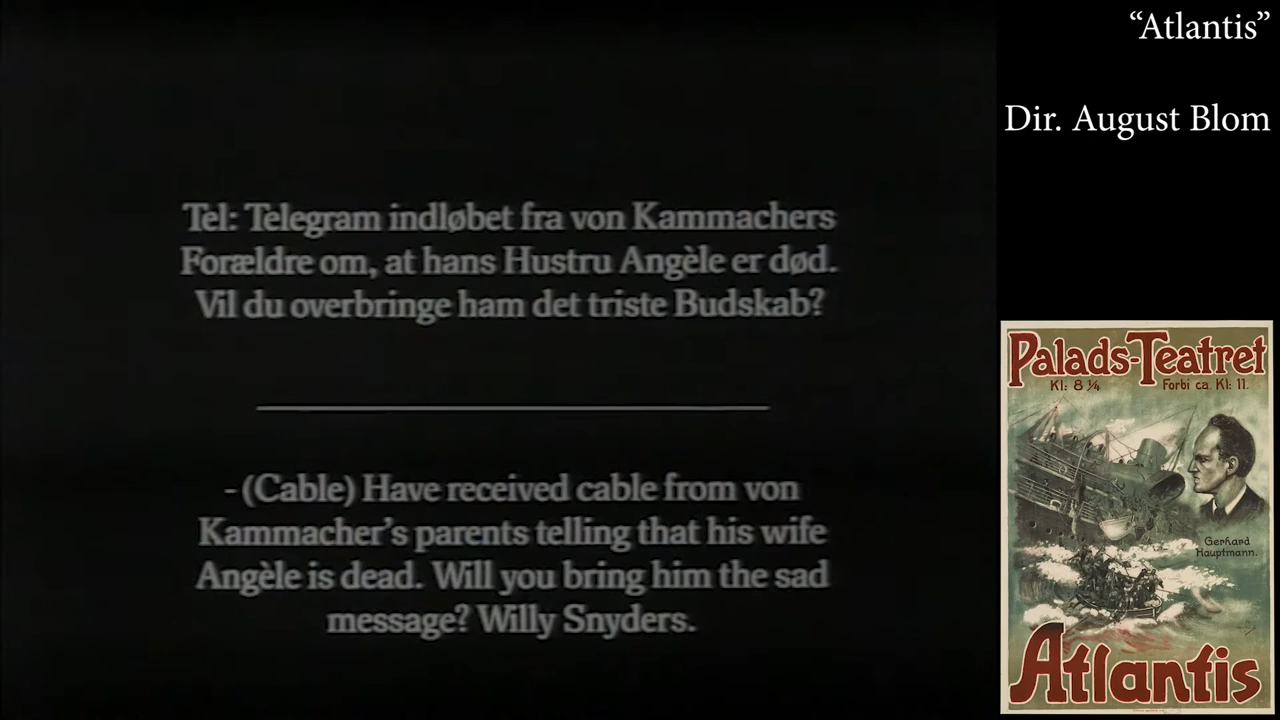 Tel: Telegram indløbet fra von Kammachers
Forældre om, at hans Hustru Angèle er død.
Vil du overbringe ham det triste Budskab?
- (Cable) Have received cable from von
Kammacher’s parents telling that his wife
Angèle is dead. Will you bring him the sad
message? Willy Snyders.
“Atlantis”
Dir. August Blom
Palads-Teatret
Kl: 8 ¼ Forbi ca. Kl: 11.
Gerhard
Hauptmann.
Atlantis